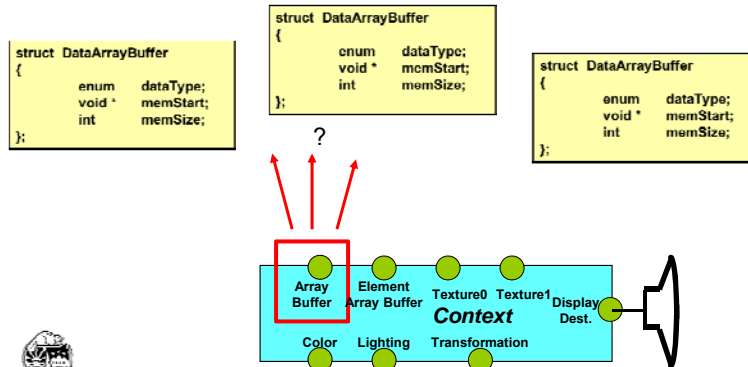 struct DataArrayBuffer
{
enum dataType;
void * memStart;
int memSize;
};
struct DataArrayBuffer
{
enum dataType;
void * memStart;
int memSize;
};
struct DataArrayBuffer
{
enum dataType;
void * memStart;
int memSize;
};
?
Array
Buffer
Element
Array Buffer
Texture0
Texture1
Display
Dest.
Context
Color
Lighting
Transformation